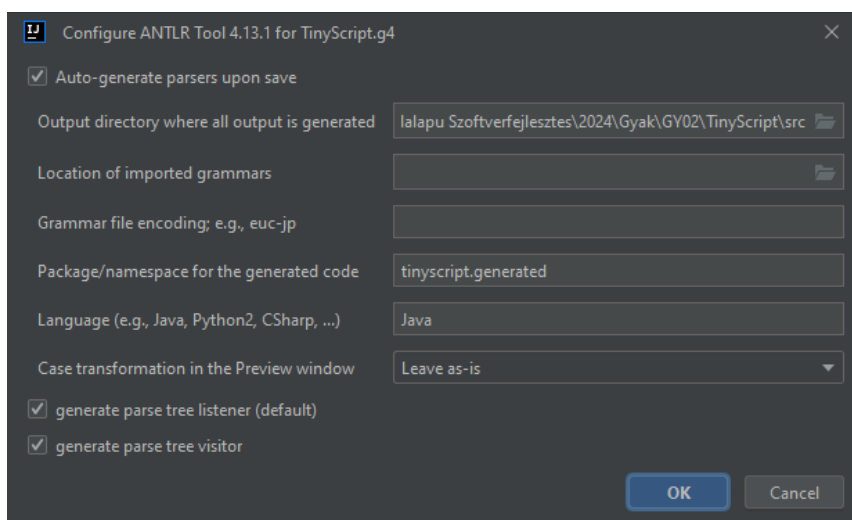 IJ
Configure ANTLR Tool 4.13.1 for TinyScript.g4
Auto-generate parsers upon save
Output directory where all output is generated lalapu Szoftverfejlesztes\2024\Gyak\GY02\TinyScript\src
Location of imported grammars
Grammar file encoding; e.g., euc-jp
Package/namespace for the generated code tinyscript.generated
Language (e.g., Java, Python2, CSharp, ...) Java
Case transformation in the Preview window Leave as-is
generate parse tree listener (default)
generate parse tree visitor
OK Cancel